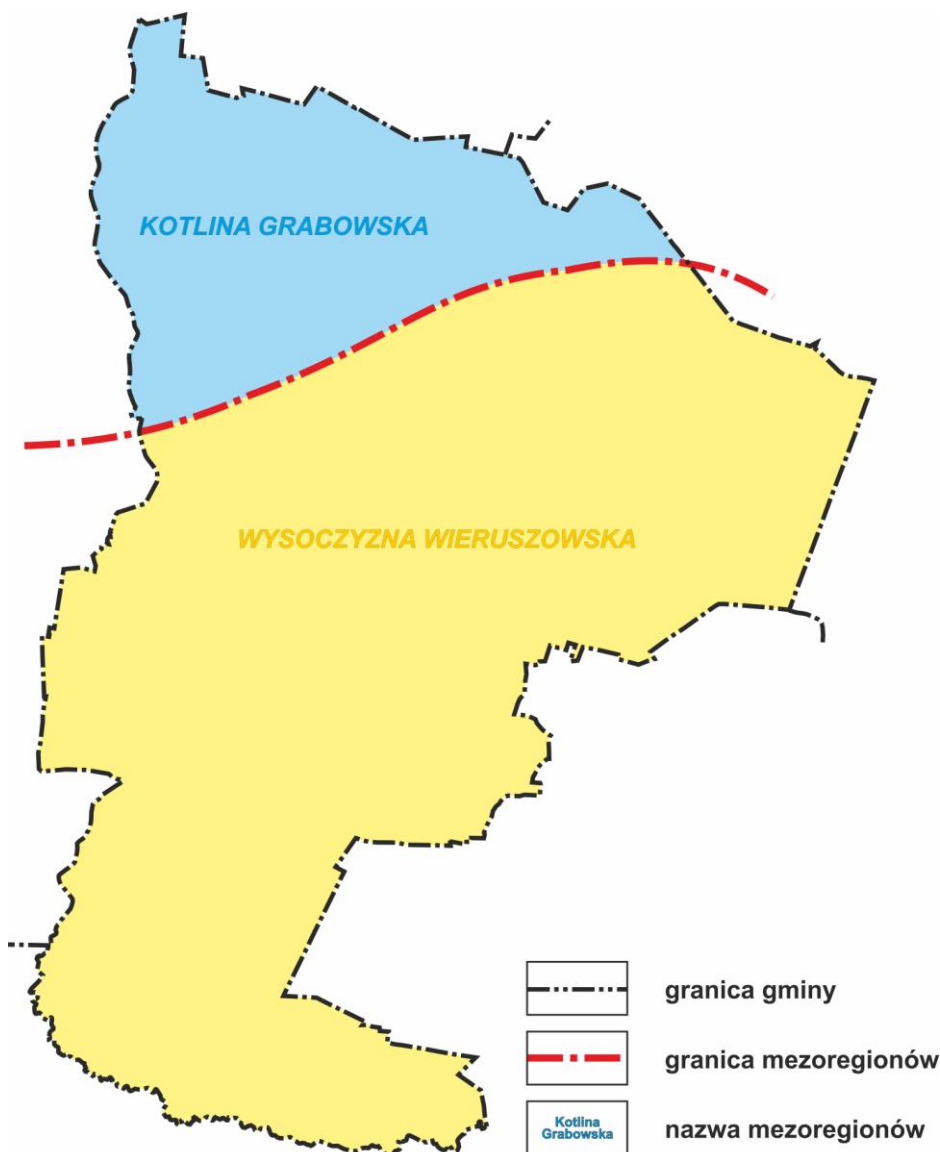 KOTLINA GRABOWSKA
WYSOCZYZNA WIERUSZOWSKA
granica gminy
granica mezoregionów
Kotlina
Grabowska
nazwa mezoregionów